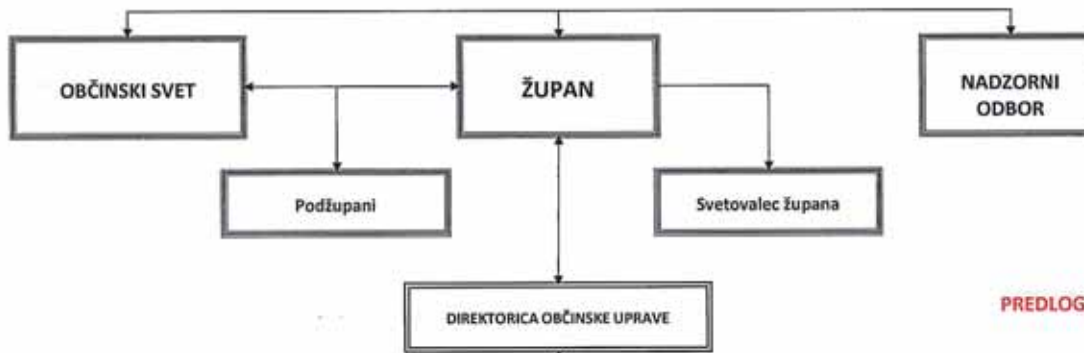 OBČINSKI SVET
ŽUPAN
NADZORNI
ODBOR
Podžupani
Svetovalec župana
DIREKTORICA OBČINSKE UPRAVE
PREDLOG